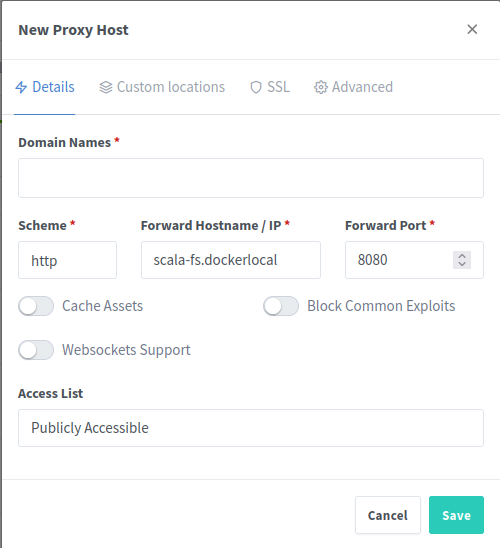 New Proxy Host
Details Custom locations SSL Advanced
Domain Names *
Scheme * Forward Hostname / IP * Forward Port *
http scala-fs.dockerlocal 8080
Cache Assets Block Common Exploits
Websockets Support
Access List
Publicly Accessible
Cancel Save